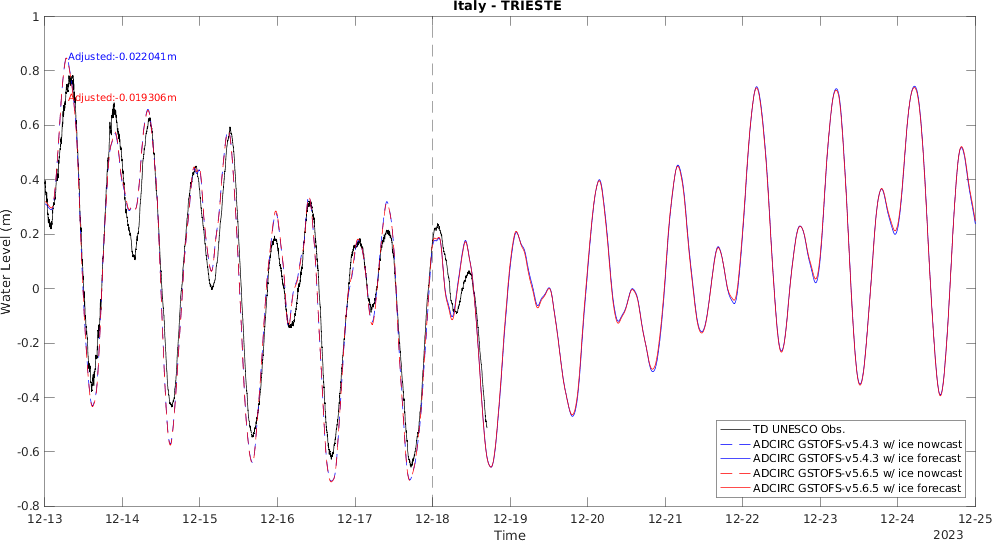 Italy - TRIESTE
1
0.8
0.6
0.4
0.2
0
-0.2
-0.4
-0.6
-0.8
Water Level (m)
Adjusted:-0.022041m
Adjusted:-0.019306m
TD UNESCO Obs.
ADCIRC GSTOFS-v5.4.3 w/ ice nowcast
ADCIRC GSTOFS-v5.4.3 w/ ice forecast
ADCIRC GSTOFS-v5.6.5 w/ ice nowcast
ADCIRC GSTOFS-v5.6.5 w/ ice forecast
12-13 12-14 12-15 12-16 12-17 12-18 12-19 12-20 12-21 12-22 12-23 12-24 12-25
Time
2023